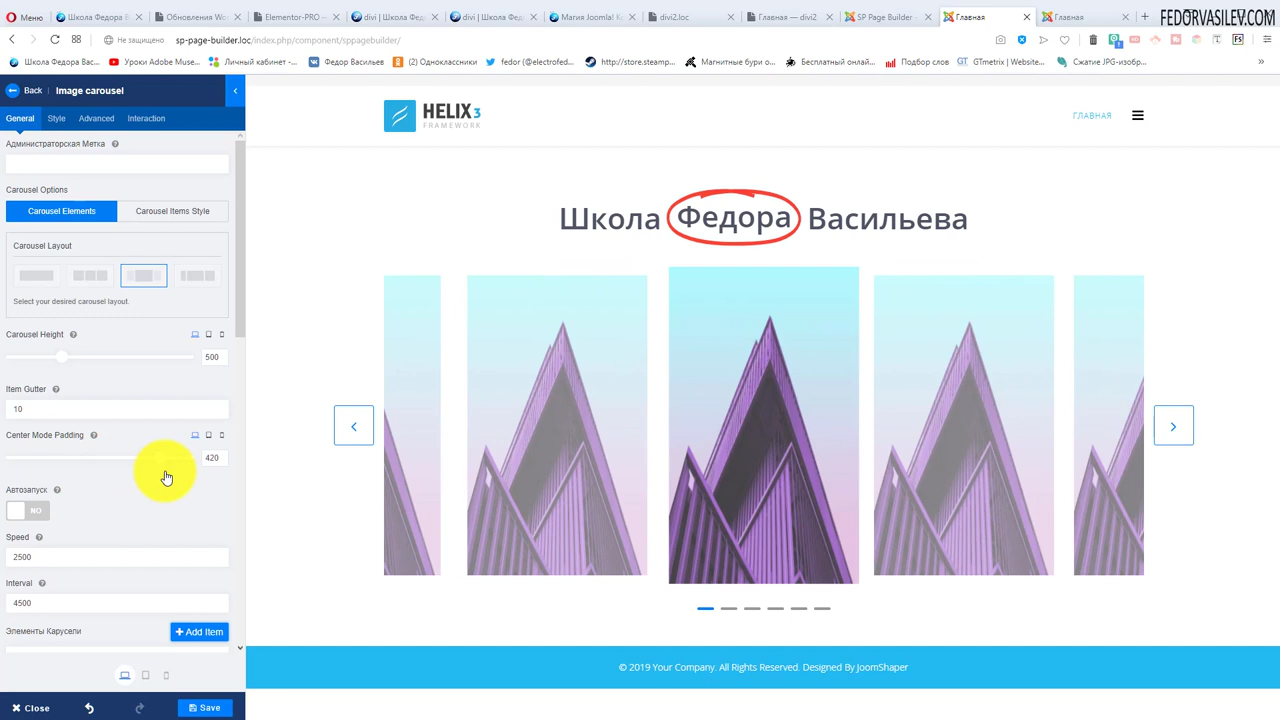 Меню
Школа Федора В
Обновления Wo
Elementor-PRO —
divi | Школа Фед
divi | Школа Фед
Магия Joomla! К
divi2.loc
Главная — divi2
SP Page Builder -
Главная
Главная
FEDORVASILEV.COM
Не защищено
sp-page-builder.loc/index.php/component/sppagebuilder/
Школа Федора Вас...
Уроки Adobe Muse...
Личный кабинет -...
Федор Васильев
(2) Одноклассники
fedor (@electrofed...
http://store.steamp...
Магнитные бури о...
Бесплатный опред...
Подбор слов
GTmetrix | Website...
Сжатие JPG-изобр...
Back
Image carousel
General
Style
Advanced
Interaction
Администраторская Метка
Carousel Options
Carousel Elements
Carousel Items Style
Carousel Layout
Select your desired carousel layout.
Carousel Height
500
Item Gutter
10
Center Mode Padding
420
Автозапуск
NO
Speed
2500
Interval
4500
Элементы Карусели
+ Add Item
Close
Save
HELIX3
FRAMEWORK
ГЛАВНАЯ
Школа Федора Васильева
© 2019 Your Company. All Rights Reserved. Designed By JoomShaper